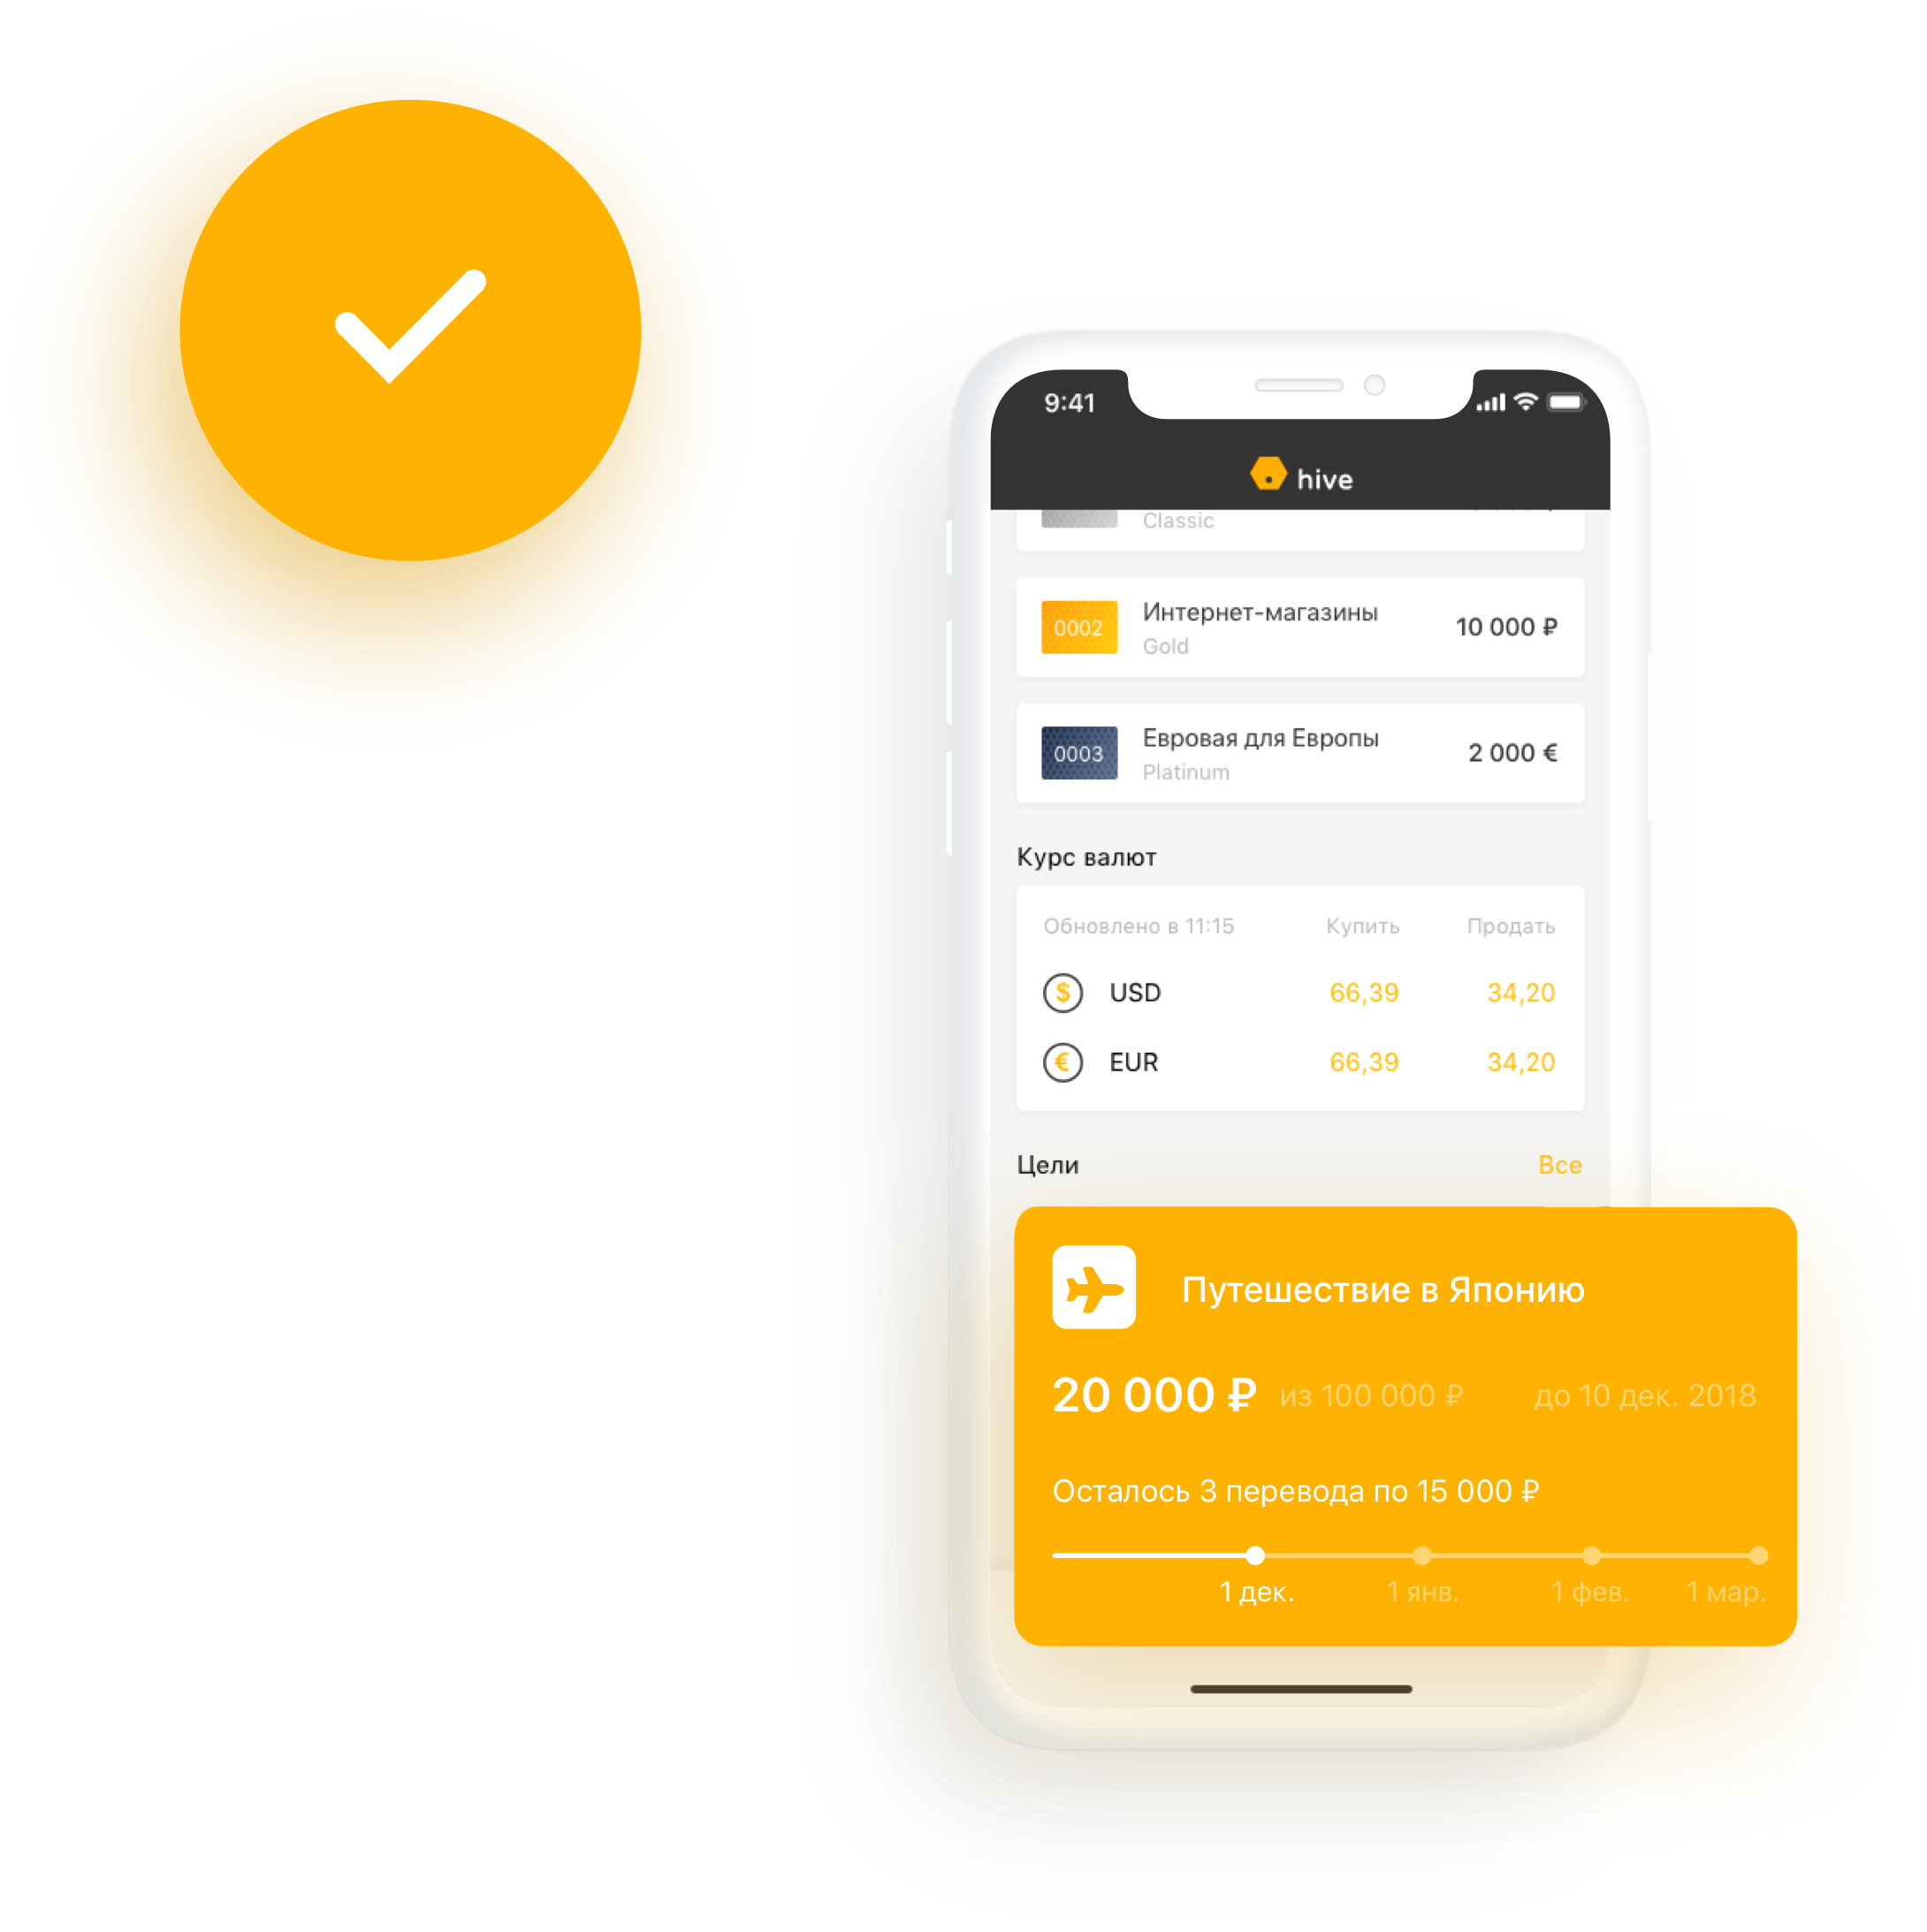 9:41
hive
Classic
0002
Интернет-магазины
Gold
10 000 ₽
0003
Евровая для Европы
Platinum
2 000 €
Курс валют
Обновлено в 11:15 Купить Продать
$ USD 66,39 34,20
€ EUR 66,39 34,20
Цели Все
Путешествие в Японию
20 000 ₽ из 100 000 ₽ до 10 дек. 2018
Осталось 3 перевода по 15 000 ₽
1 дек. 1 янв. 1 фев. 1 мар.